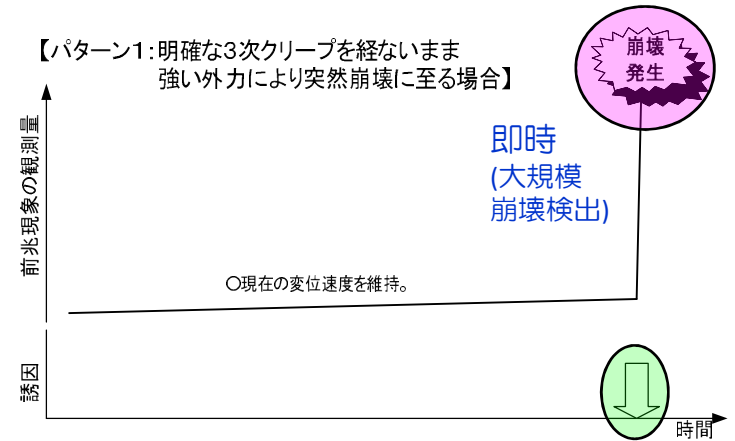 【パターン1:明確な3次クリープを経ないまま
強い外力により突然崩壊に至る場合】
崩壊
発生
即時
(大規模
崩壊検出)
前兆現象の観測量
〇現在の変位速度を維持。
誘因
時間